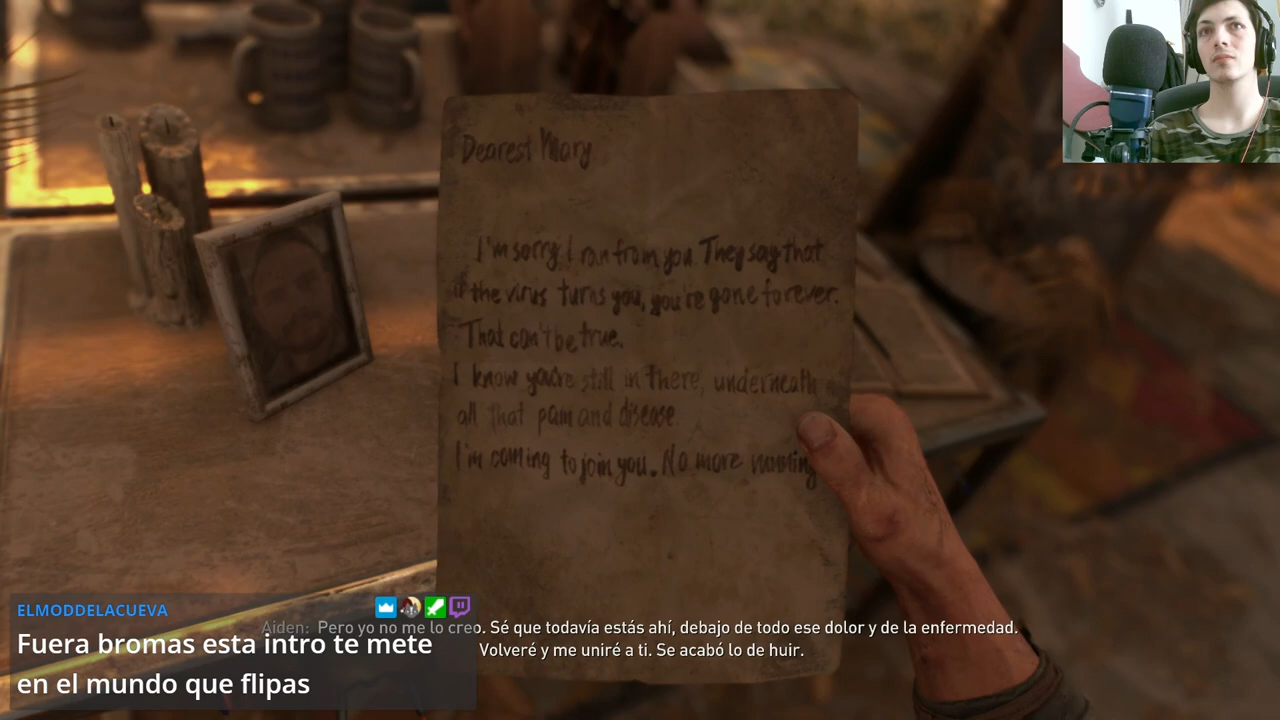 Dearest Mary
I'm sorry I ran from you. They say that
if the virus turns you, you're gone forever.
That can't be true.
I know you're still in there, underneath
all that pain and disease.
I'm coming to join you. No more running
ELMODDELACUEVA
Fuera bromas esta intro te mete
en el mundo que flipas
Aiden: Pero yo no me lo creo. Sé que todavía estás ahí, debajo de todo ese dolor y de la enfermedad.
Volveré y me uniré a ti. Se acabó lo de huir.